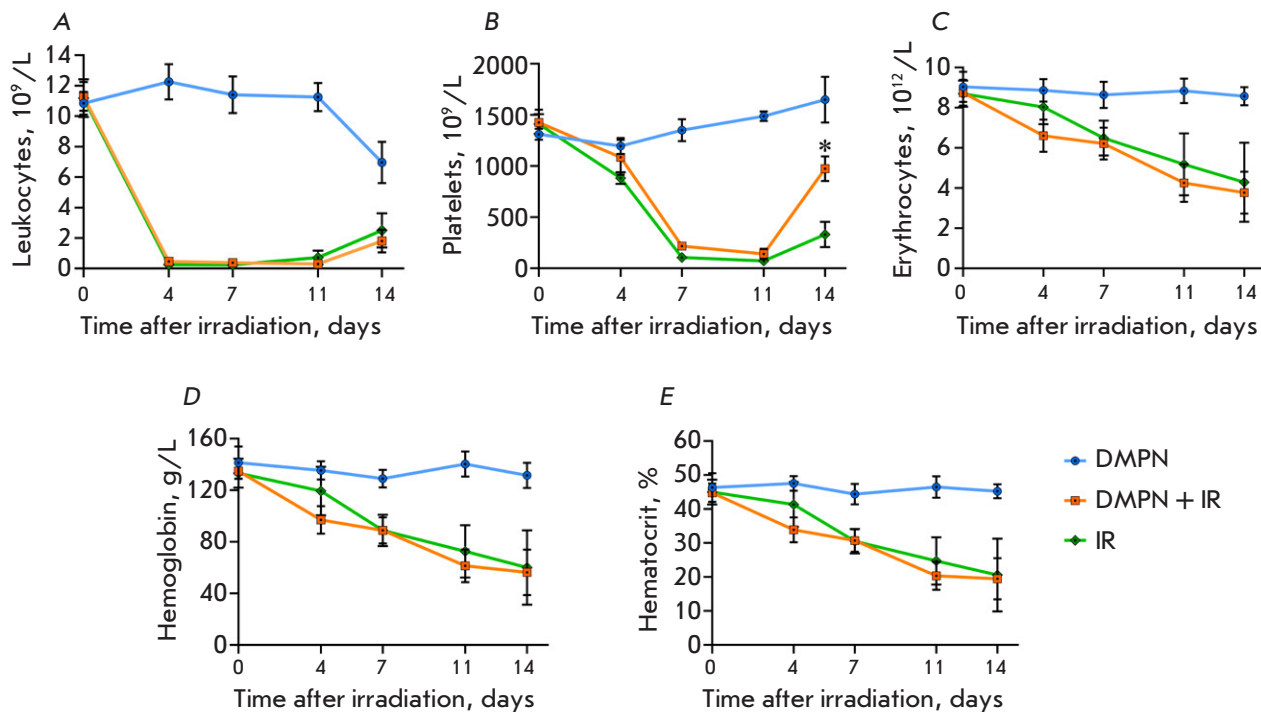 A
Leukocytes, 10⁹/L
14
12
10
8
6
4
2
0
0 4 7 11 14
Time after irradiation, days
B
Platelets, 10⁹/L
2000
1500
1000
500
0
*
0 4 7 11 14
Time after irradiation, days
C
Erythrocytes, 10¹²/L
10
8
6
4
2
0
0 4 7 11 14
Time after irradiation, days
D
Hemoglobin, g/L
160
120
80
40
0
0 4 7 11 14
Time after irradiation, days
E
Hematocrit, %
60
50
40
30
20
10
0
0 4 7 11 14
Time after irradiation, days
DMPN
DMPN + IR
IR